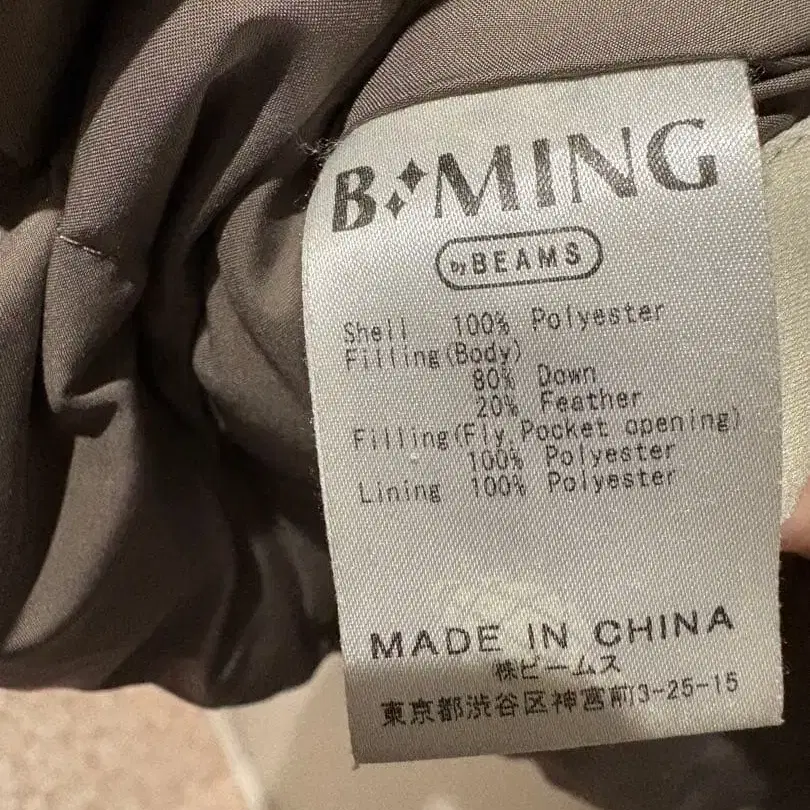 B✦MING
by BEAMS
Shell 100% Polyester
Filling(Body)
80% Down
20% Feather
Filling(Fly,Pocket opening)
100% Polyester
Lining 100% Polyester
MADE IN CHINA
㈱ビームス
東京都渋谷区神宮前3-25-15